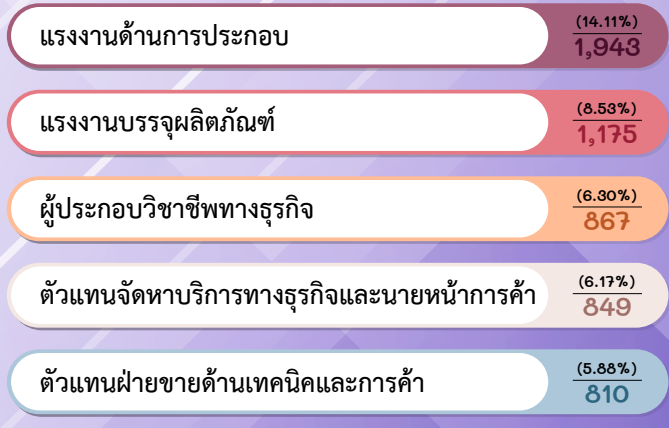 แรงงานด้านการประกอบ
(14.11%)
1,943
แรงงานบรรจุผลิตภัณฑ์
(8.53%)
1,175
ผู้ประกอบวิชาชีพทางธุรกิจ
(6.30%)
867
ตัวแทนจัดหาบริการทางธุรกิจและนายหน้าการค้า
(6.17%)
849
ตัวแทนฝ่ายขายด้านเทคนิคและการค้า
(5.88%)
810